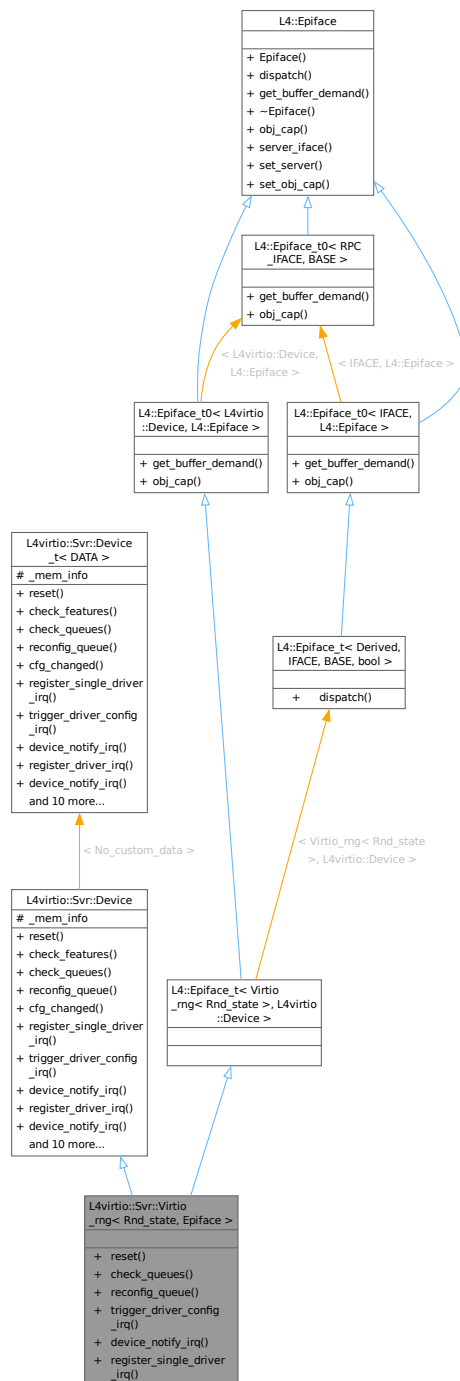 L4::Epiface
+ Epiface()
+ dispatch()
+ get_buffer_demand()
+ ~Epiface()
+ obj_cap()
+ server_iface()
+ set_server()
+ set_obj_cap()
L4::Epiface_t0< RPC
_IFACE, BASE >
+ get_buffer_demand()
+ obj_cap()
< L4virtio::Device,
L4::Epiface >
< IFACE, L4::Epiface >
L4::Epiface_t0< L4virtio
::Device, L4::Epiface >
+ get_buffer_demand()
+ obj_cap()
L4::Epiface_t0< IFACE,
L4::Epiface >
+ get_buffer_demand()
+ obj_cap()
L4virtio::Svr::Device
_t< DATA >
# _mem_info
+ reset()
+ check_features()
+ check_queues()
+ reconfig_queue()
+ cfg_changed()
+ register_single_driver
_irq()
+ trigger_driver_config
_irq()
+ device_notify_irq()
+ register_driver_irq()
+ device_notify_irq()
and 10 more...
L4::Epiface_t< Derived,
IFACE, BASE, bool >
+ dispatch()
< No_custom_data >
< Virtio_rng< Rnd_state
>, L4virtio::Device >
L4virtio::Svr::Device
# _mem_info
+ reset()
+ check_features()
+ check_queues()
+ reconfig_queue()
+ cfg_changed()
+ register_single_driver
_irq()
+ trigger_driver_config
_irq()
+ device_notify_irq()
+ register_driver_irq()
+ device_notify_irq()
and 10 more...
L4::Epiface_t< Virtio
_rng< Rnd_state >, L4virtio
::Device >
L4virtio::Svr::Virtio
_rng< Rnd_state, Epiface >
+ reset()
+ check_queues()
+ reconfig_queue()
+ trigger_driver_config
_irq()
+ device_notify_irq()
+ register_single_driver
_irq()